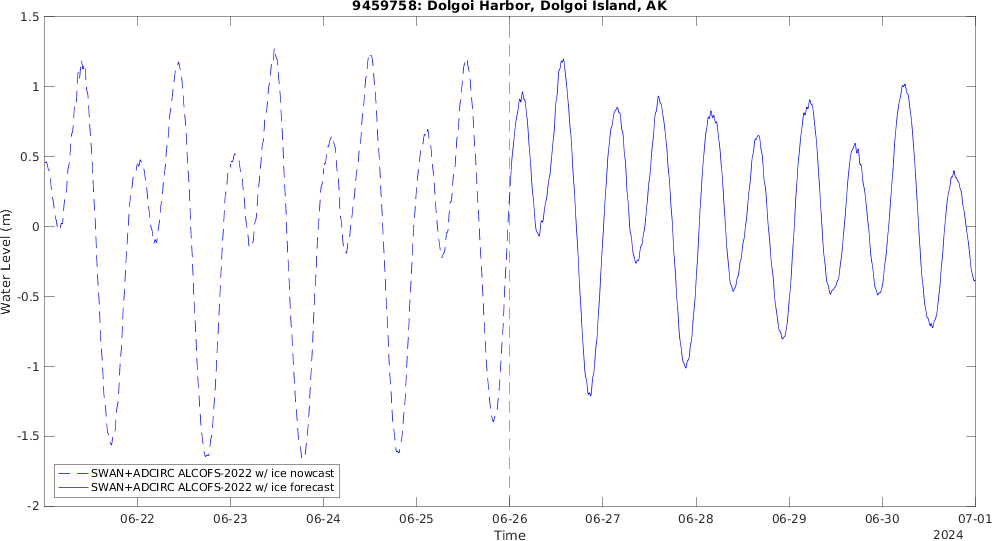 9459758: Dolgoi Harbor, Dolgoi Island, AK
1.5
1
0.5
0
-0.5
-1
-1.5
-2
Water Level (m)
SWAN+ADCIRC ALCOFS-2022 w/ ice nowcast
SWAN+ADCIRC ALCOFS-2022 w/ ice forecast
06-22 06-23 06-24 06-25 06-26 06-27 06-28 06-29 06-30 07-01
Time
2024